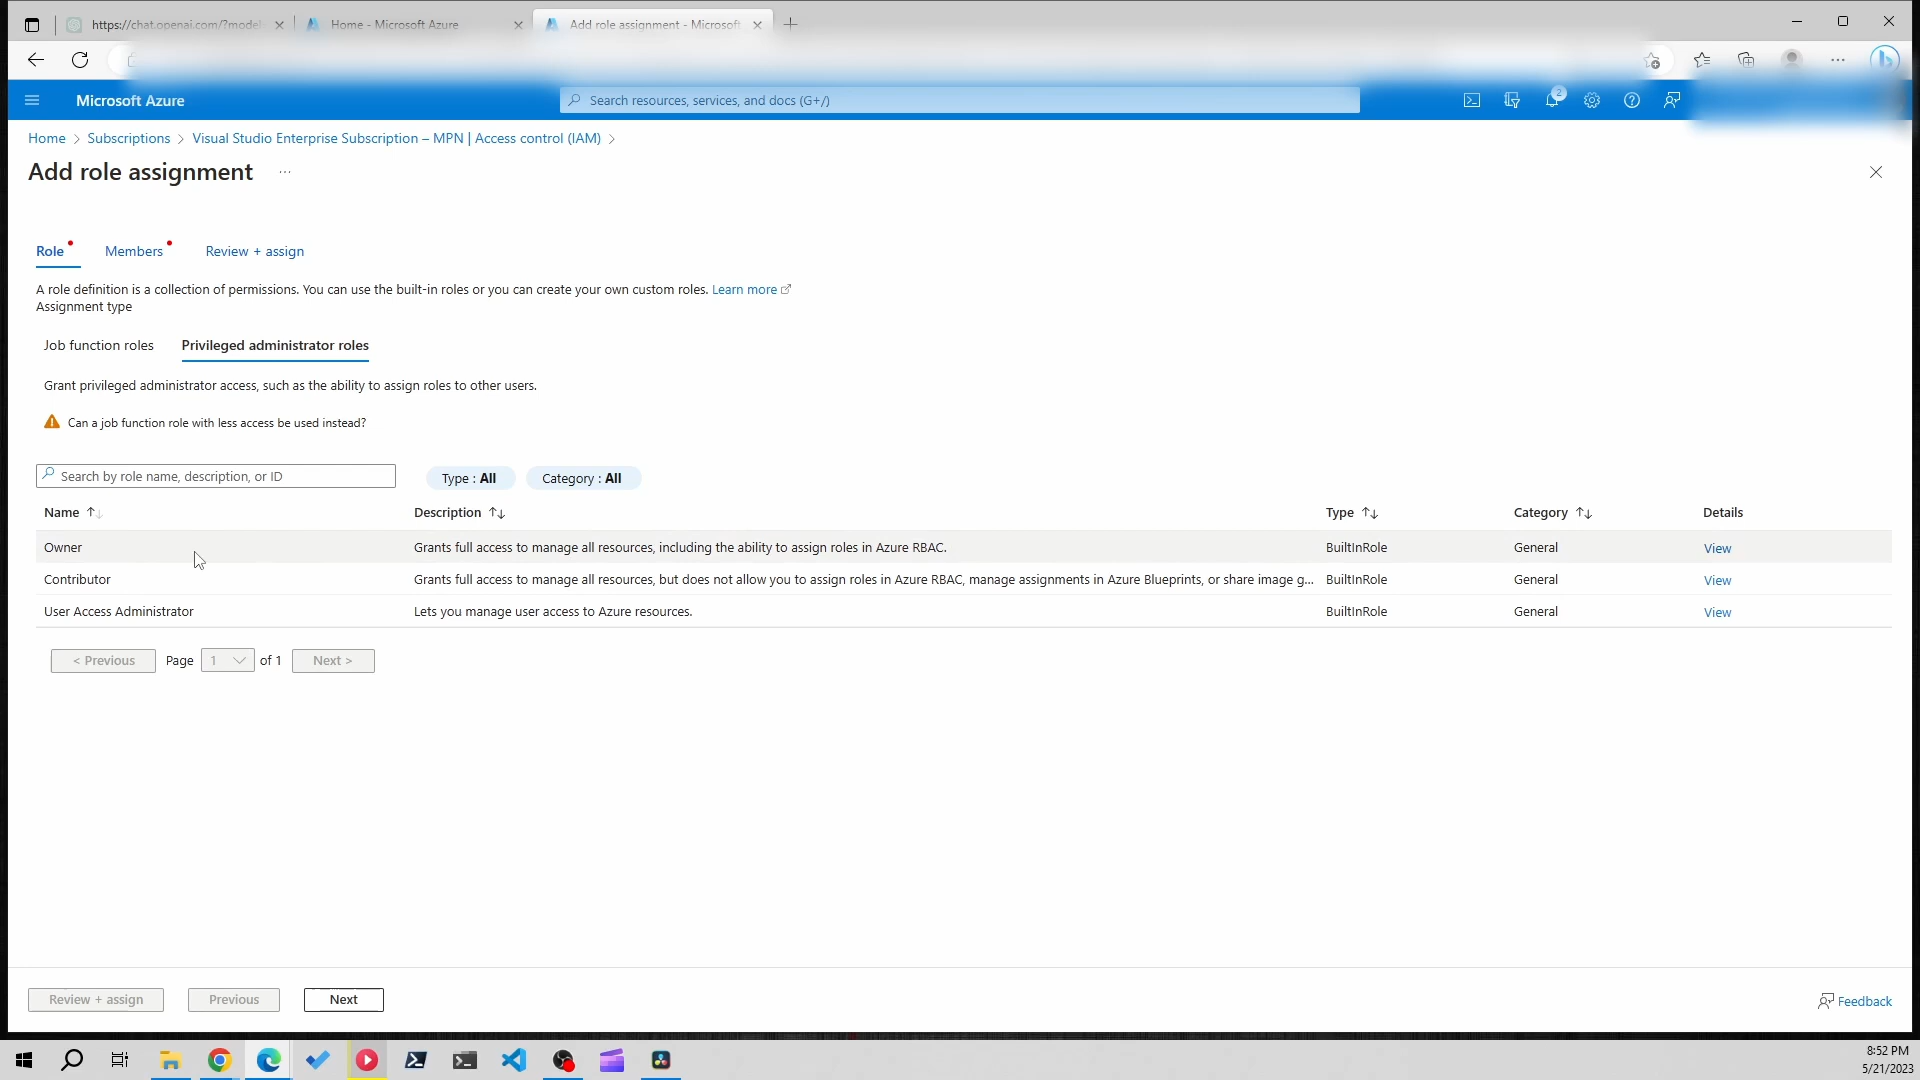 https://chat.openai.com/?model
Home - Microsoft Azure
Add role assignment - Microsoft
Microsoft Azure
Search resources, services, and docs (G+/)
2
Home > Subscriptions > Visual Studio Enterprise Subscription – MPN | Access control (IAM) >
Add role assignment ...
Role
Members
Review + assign
A role definition is a collection of permissions. You can use the built-in roles or you can create your own custom roles. Learn more
Assignment type
Job function roles
Privileged administrator roles
Grant privileged administrator access, such as the ability to assign roles to other users.
Can a job function role with less access be used instead?
Search by role name, description, or ID
Type : All
Category : All
Name ↑↓ Description ↑↓ Type ↑↓ Category ↑↓ Details
Owner Grants full access to manage all resources, including the ability to assign roles in Azure RBAC. BuiltInRole General View
Contributor Grants full access to manage all resources, but does not allow you to assign roles in Azure RBAC, manage assignments in Azure Blueprints, or share image g... BuiltInRole General View
User Access Administrator Lets you manage user access to Azure resources. BuiltInRole General View
< Previous Page 1 of 1 Next >
Review + assign
Previous
Next
Feedback
8:52 PM
5/21/2023